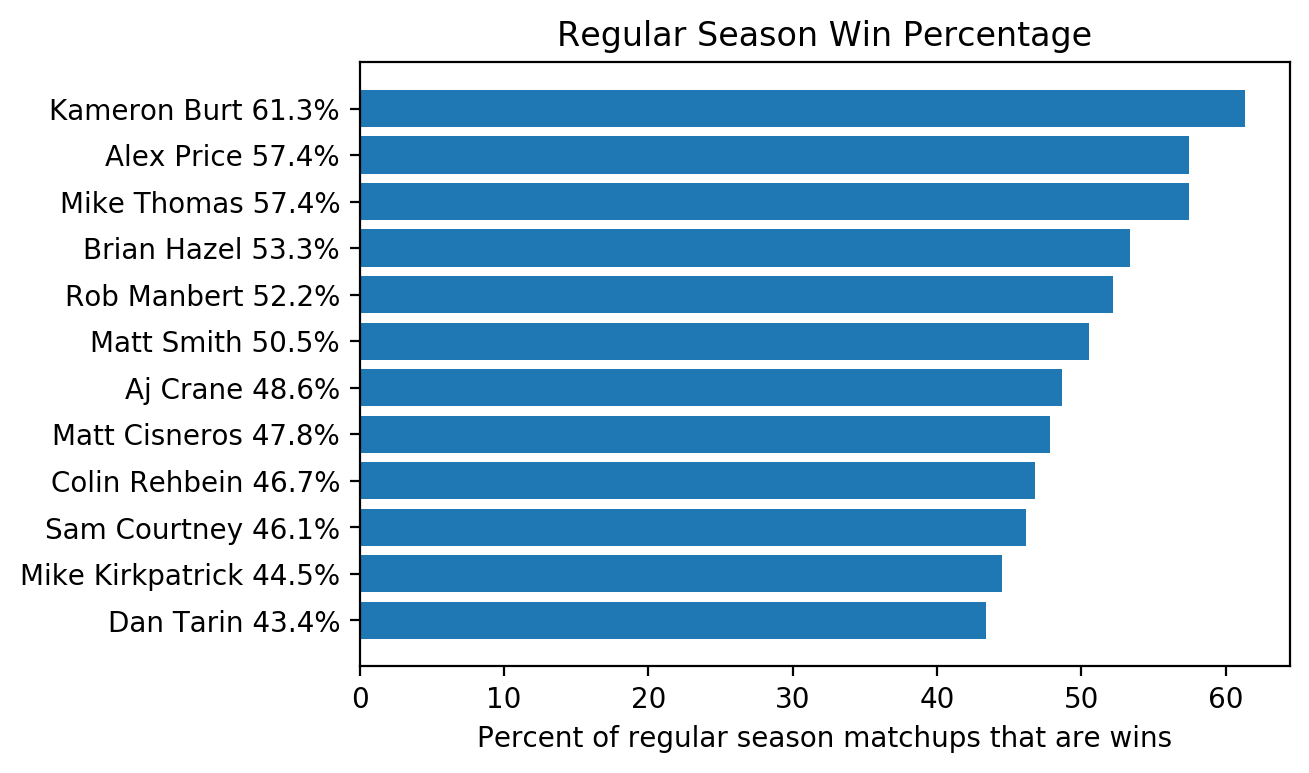 Regular Season Win Percentage
Kameron Burt 61.3%
Alex Price 57.4%
Mike Thomas 57.4%
Brian Hazel 53.3%
Rob Manbert 52.2%
Matt Smith 50.5%
Aj Crane 48.6%
Matt Cisneros 47.8%
Colin Rehbein 46.7%
Sam Courtney 46.1%
Mike Kirkpatrick 44.5%
Dan Tarin 43.4%
0 10 20 30 40 50 60
Percent of regular season matchups that are wins